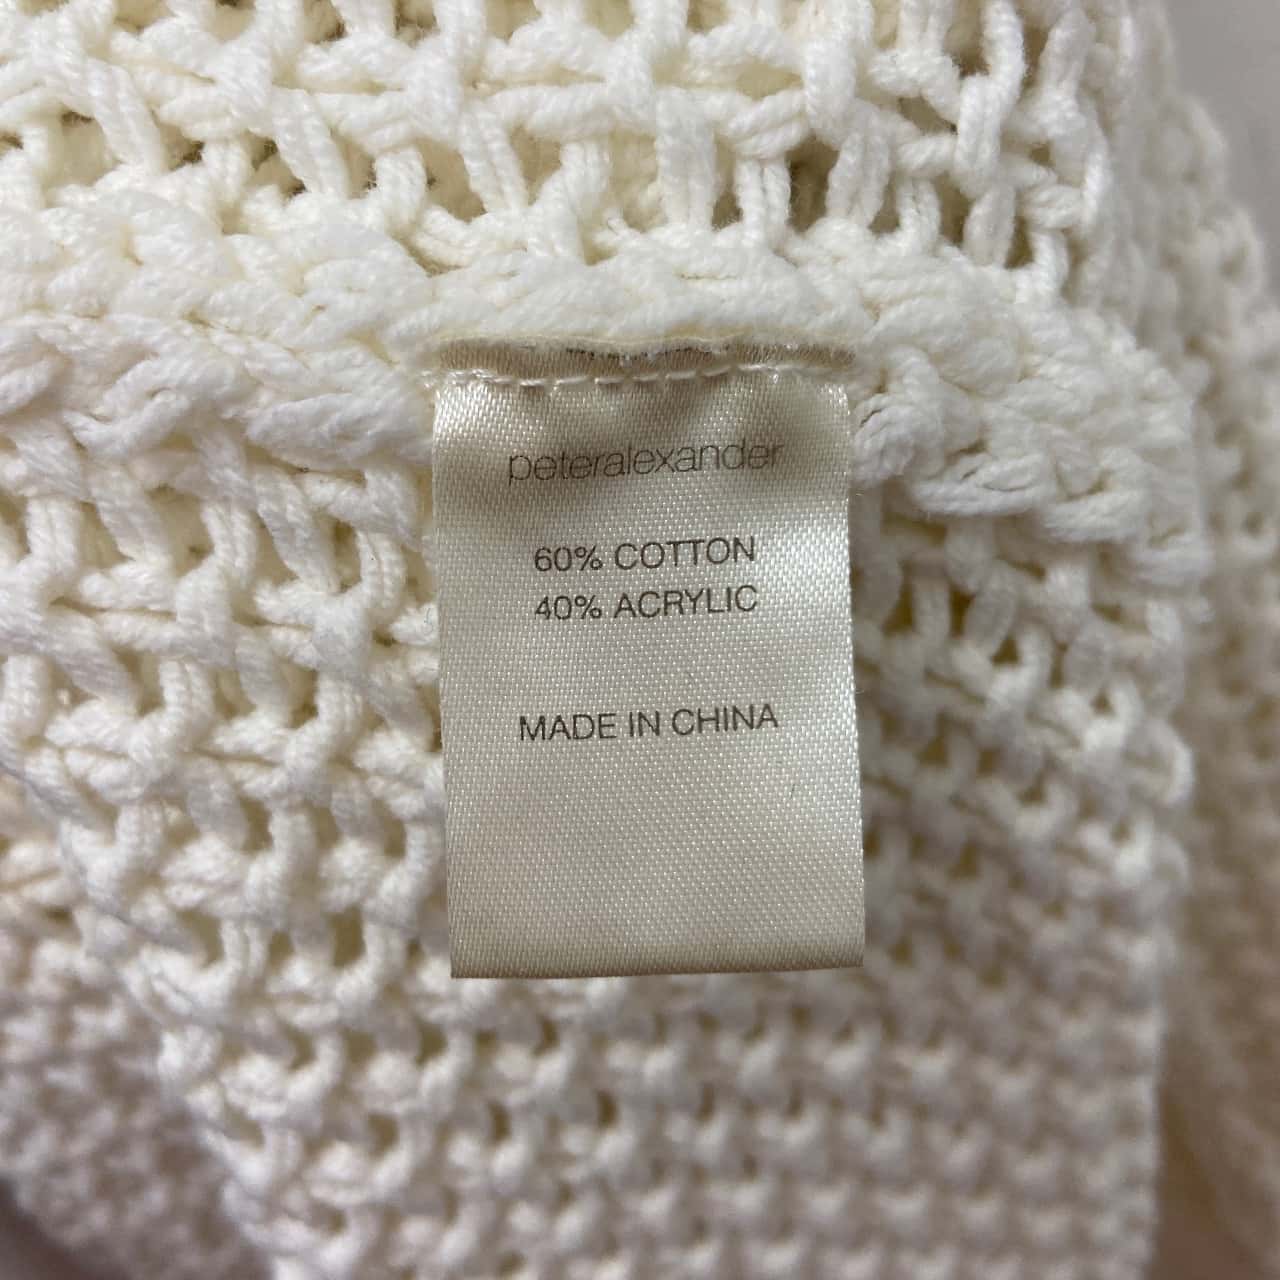 peteralexander
60% COTTON
40% ACRYLIC
MADE IN CHINA